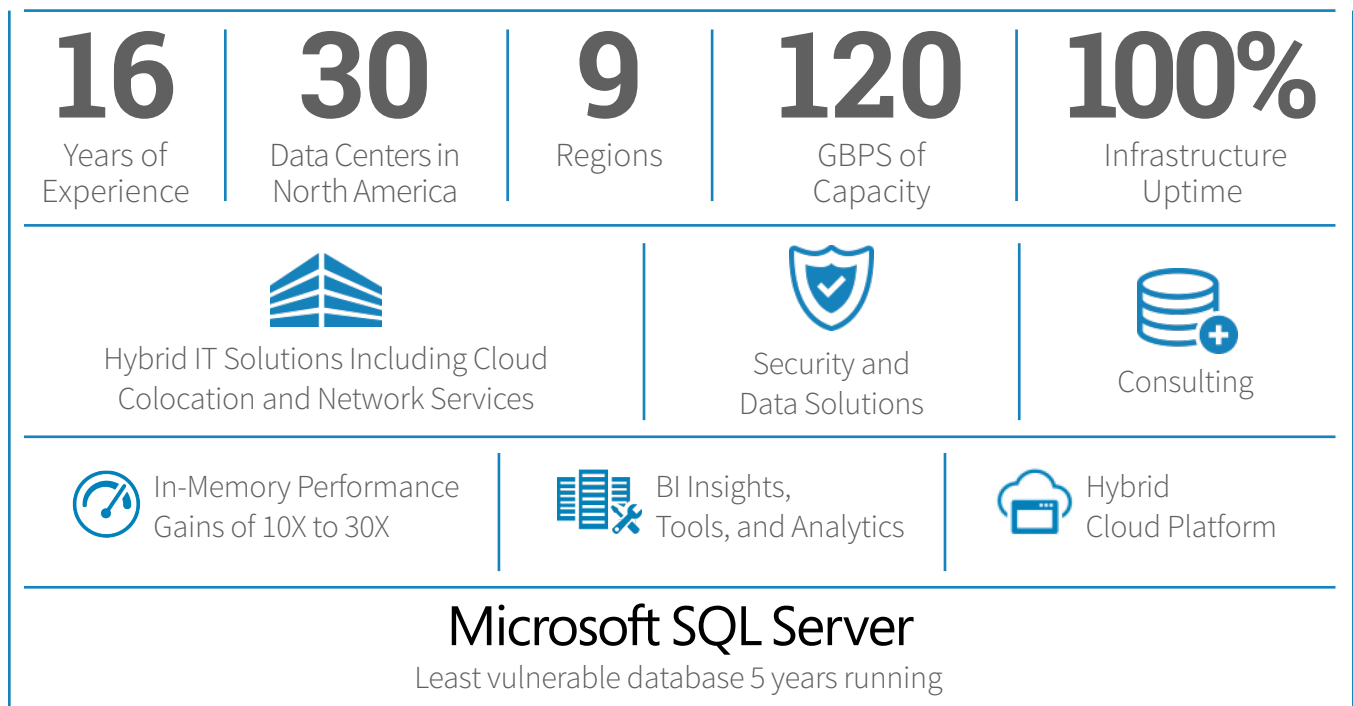 16
Years of
Experience
30
Data Centers in
North America
9
Regions
120
GBPS of
Capacity
100%
Infrastructure
Uptime
Hybrid IT Solutions Including Cloud
Colocation and Network Services
Security and
Data Solutions
Consulting
In-Memory Performance
Gains of 10X to 30X
BI Insights,
Tools, and Analytics
Hybrid
Cloud Platform
Microsoft SQL Server
Least vulnerable database 5 years running